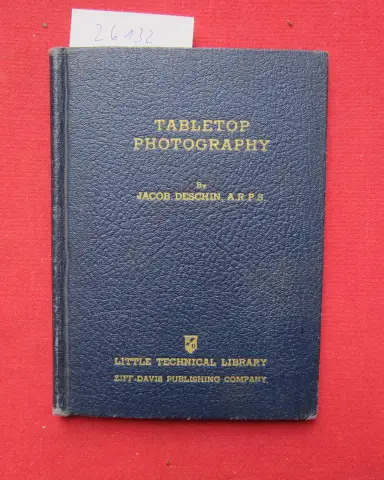 26132
TABLETOP
PHOTOGRAPHY
By
JACOB DESCHIN, A.R.P.S.
LITTLE TECHNICAL LIBRARY
ZIFF-DAVIS PUBLISHING COMPANY